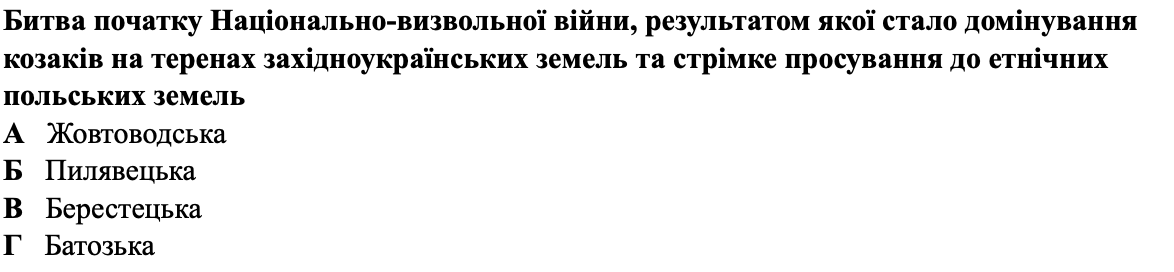 Битва початку Національно-визвольної війни, результатом якої стало домінування
козаків на теренах західноукраїнських земель та стрімке просування до етнічних
польських земель
А Жовтоводська
Б Пилявецька
В Берестецька
Г Батозька